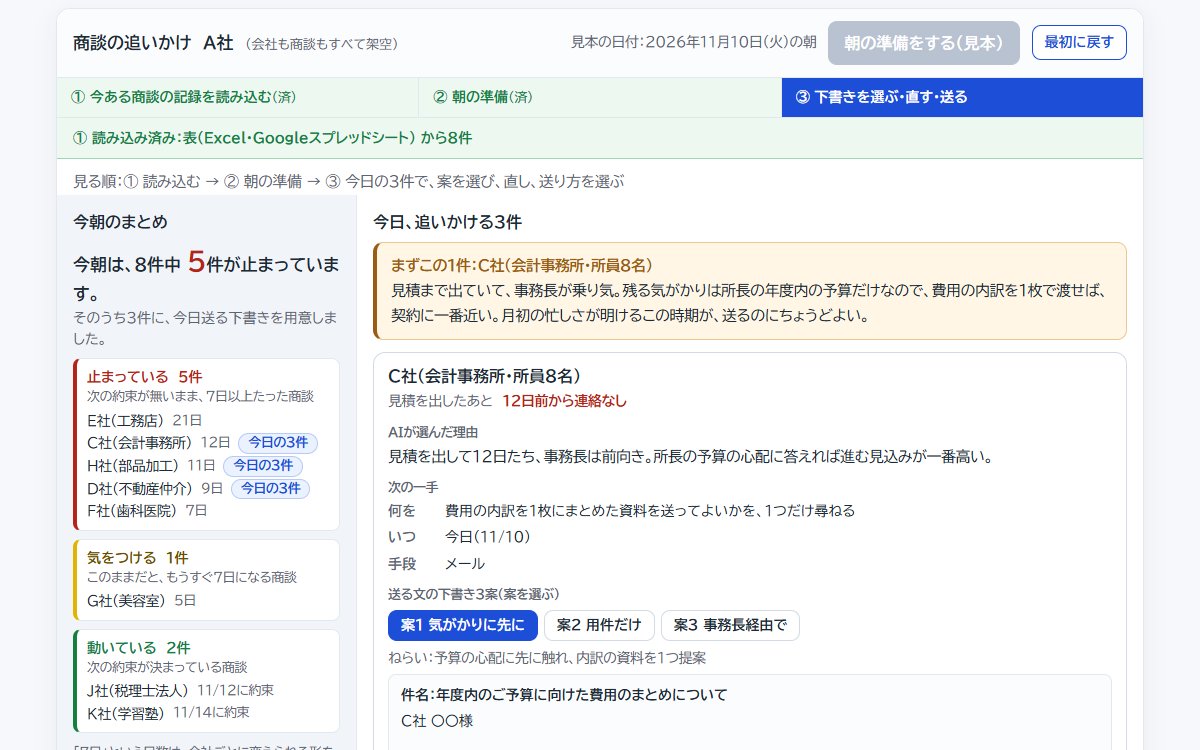 商談の追いかけ A社 (会社も商談もすべて架空)
見本の日付:2026年11月10日(火)の朝
朝の準備をする(見本)
最初に戻す
① 今ある商談の記録を読み込む(済)
② 朝の準備(済)
③ 下書きを選ぶ・直す・送る
① 読み込み済み:表(Excel・Googleスプレッドシート) から8件
見る順:① 読み込む → ② 朝の準備 → ③ 今日の3件で、案を選び、直し、送り方を選ぶ
今朝のまとめ
今朝は、8件中 5件が止まっていま
す。
そのうち3件に、今日送る下書きを用意しま
した。
止まっている 5件
次の約束が無いまま、7日以上たった商談
E社(工務店) 21日
C社(会計事務所) 12日 今日の3件
H社(部品加工) 11日 今日の3件
D社(不動産仲介) 9日 今日の3件
F社(歯科医院) 7日
気をつける 1件
このままだと、もうすぐ7日になる商談
G社(美容室) 5日
動いている 2件
次の約束が決まっている商談
J社(税理士法人) 11/12に約束
K社(学習塾) 11/14に約束
今日、追いかける3件
まずこの1件:C社(会計事務所・所員8名)
見積まで出ていて、事務長が乗り気。残る気がかりは所長の年度内の予算だけなので、費用の内訳を1枚で渡せば、
契約に一番近い。月初の忙しさが明けるこの時期が、送るのにちょうどよい。
C社(会計事務所・所員8名)
見積を出したあと 12日前から連絡なし
AIが選んだ理由
見積を出して12日たち、事務長は前向き。所長の予算の心配に答えれば進む見込みが一番高い。
次の一手
何を 費用の内訳を1枚にまとめた資料を送ってよいかを、1つだけ尋ねる
いつ 今日(11/10)
手段 メール
送る文の下書き3案(案を選ぶ)
案1 気がかりに先に
案2 用件だけ
案3 事務長経由で
ねらい:予算の心配に先に触れ、内訳の資料を1つ提案
件名:年度内のご予算に向けた費用のまとめについて
C社 〇〇様